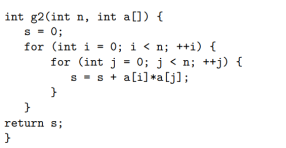 int g2(int n, int a[]) {
   s = 0;
   for (int i = 0; i < n; ++i) {
      for (int j = 0; j < n; ++j) {
         s = s + a[i]*a[j];
      }
   }
return s;
}